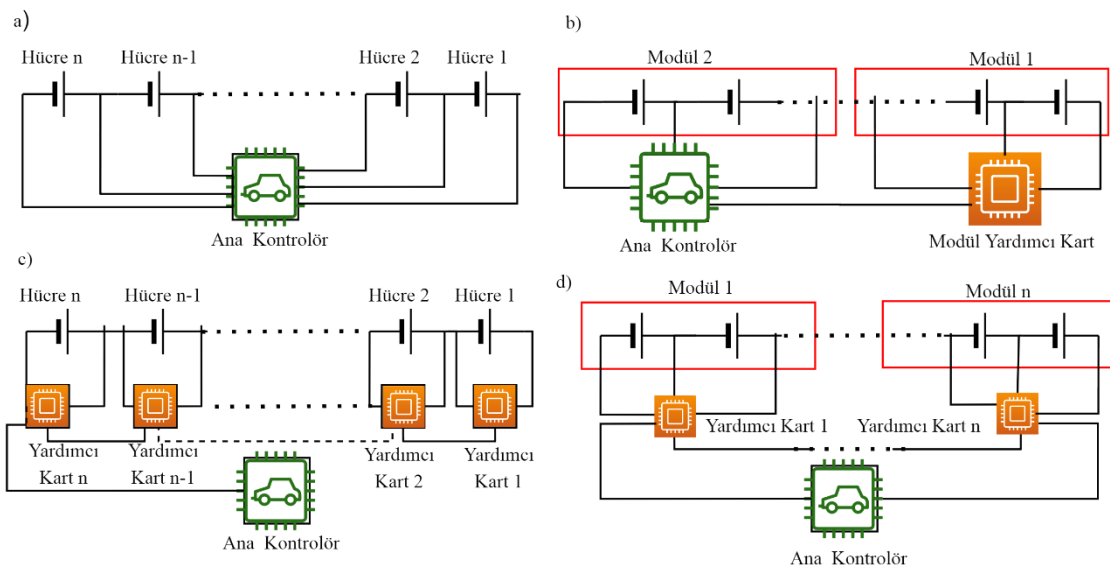 a)
Hücre n
Hücre n-1
Hücre 2
Hücre 1
Ana Kontrolör
b)
Modül 2
Modül 1
Ana Kontrolör
Modül Yardımcı Kart
c)
Hücre n
Hücre n-1
Hücre 2
Hücre 1
Yardımcı
Kart n
Yardımcı
Kart n-1
Yardımcı
Kart 2
Yardımcı
Kart 1
Ana Kontrolör
d)
Modül 1
Modül n
Yardımcı Kart 1
Yardımcı Kart n
Ana Kontrolör